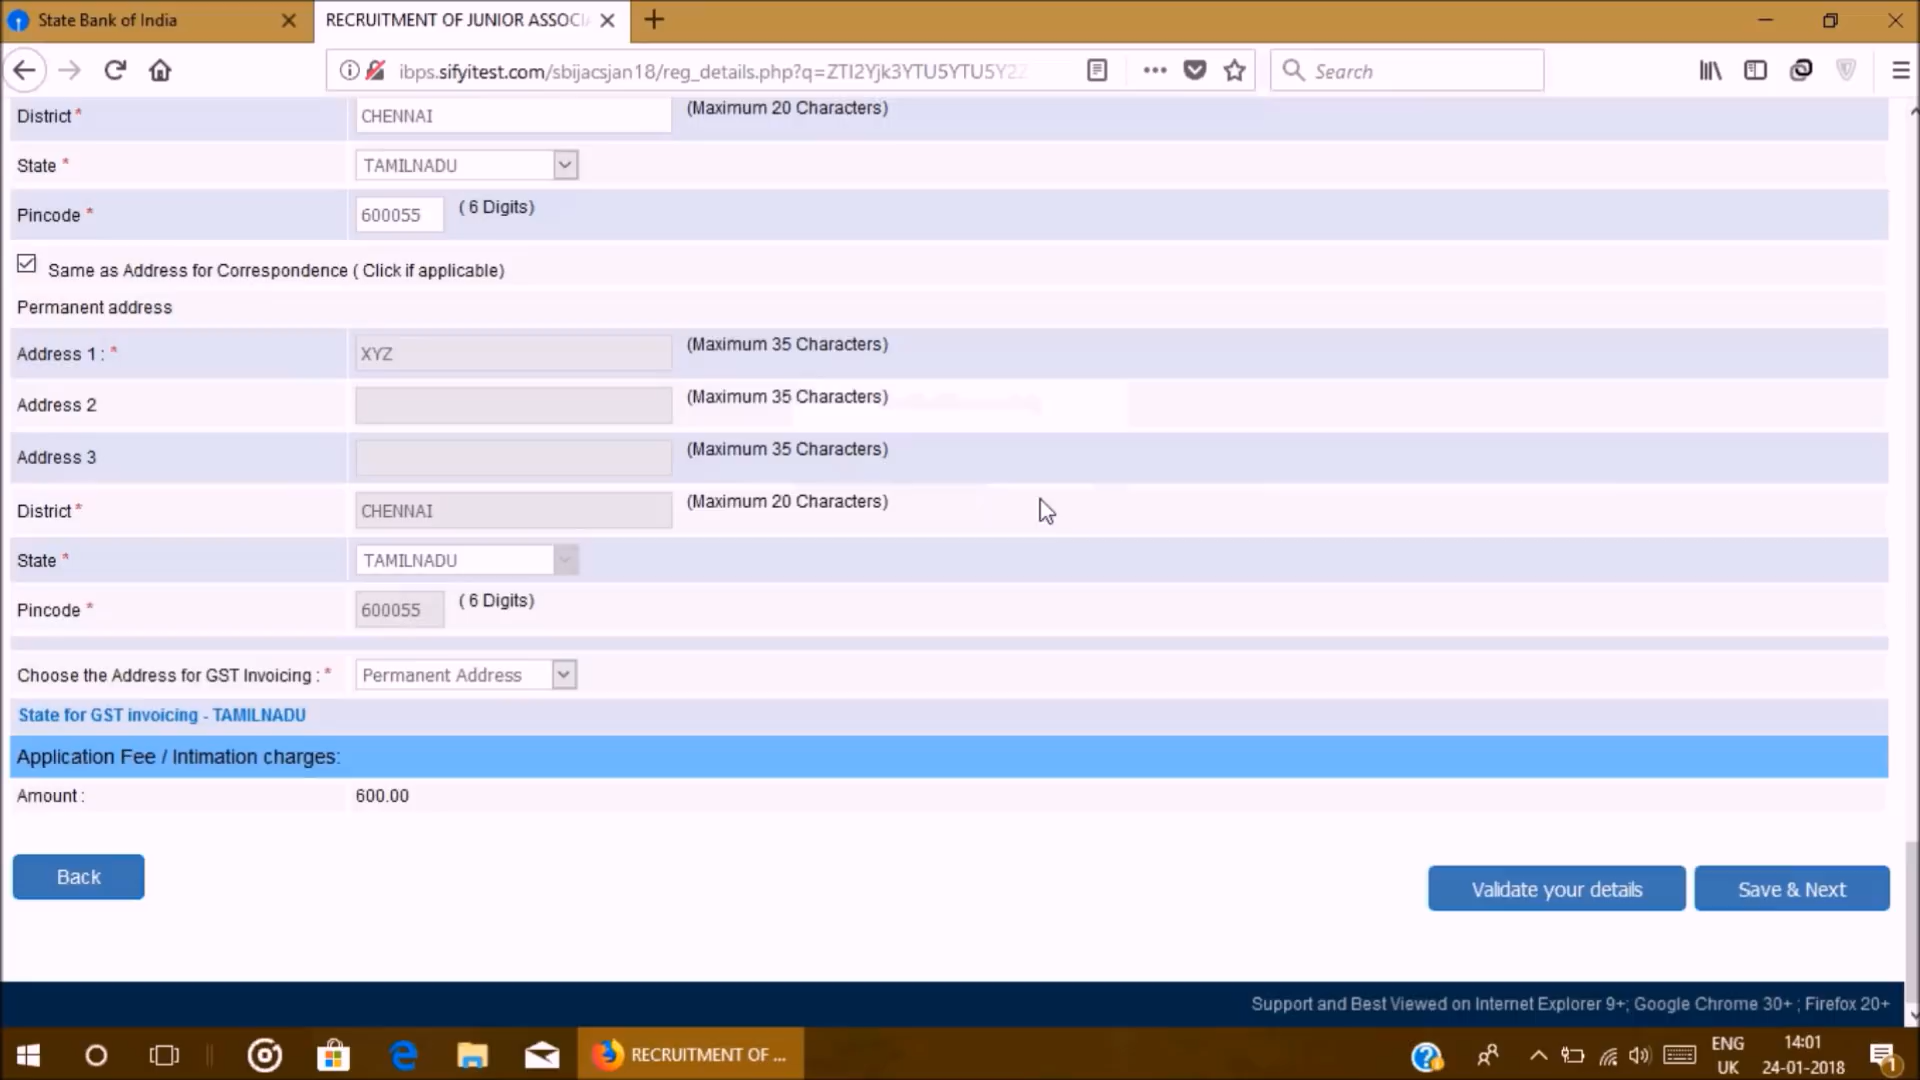 State Bank of India
RECRUITMENT OF JUNIOR ASSOCI
ibps.sifyitest.com/sbijacsjan18/reg_details.php?q=ZTI2Yjk3YTU5YTU5Y2Z
Search
District * CHENNAI (Maximum 20 Characters)
State * TAMILNADU
Pincode * 600055 ( 6 Digits)
Same as Address for Correspondence ( Click if applicable)
Permanent address
Address 1 : * XYZ (Maximum 35 Characters)
Address 2 (Maximum 35 Characters)
Address 3 (Maximum 35 Characters)
District * CHENNAI (Maximum 20 Characters)
State * TAMILNADU
Pincode * 600055 ( 6 Digits)
Choose the Address for GST Invoicing : * Permanent Address
State for GST invoicing - TAMILNADU
Application Fee / Intimation charges:
Amount : 600.00
Back
Validate your details
Save & Next
Support and Best Viewed on Internet Explorer 9+; Google Chrome 30+ ; Firefox 20+
RECRUITMENT OF ...
ENG
UK
14:01
24-01-2018
1